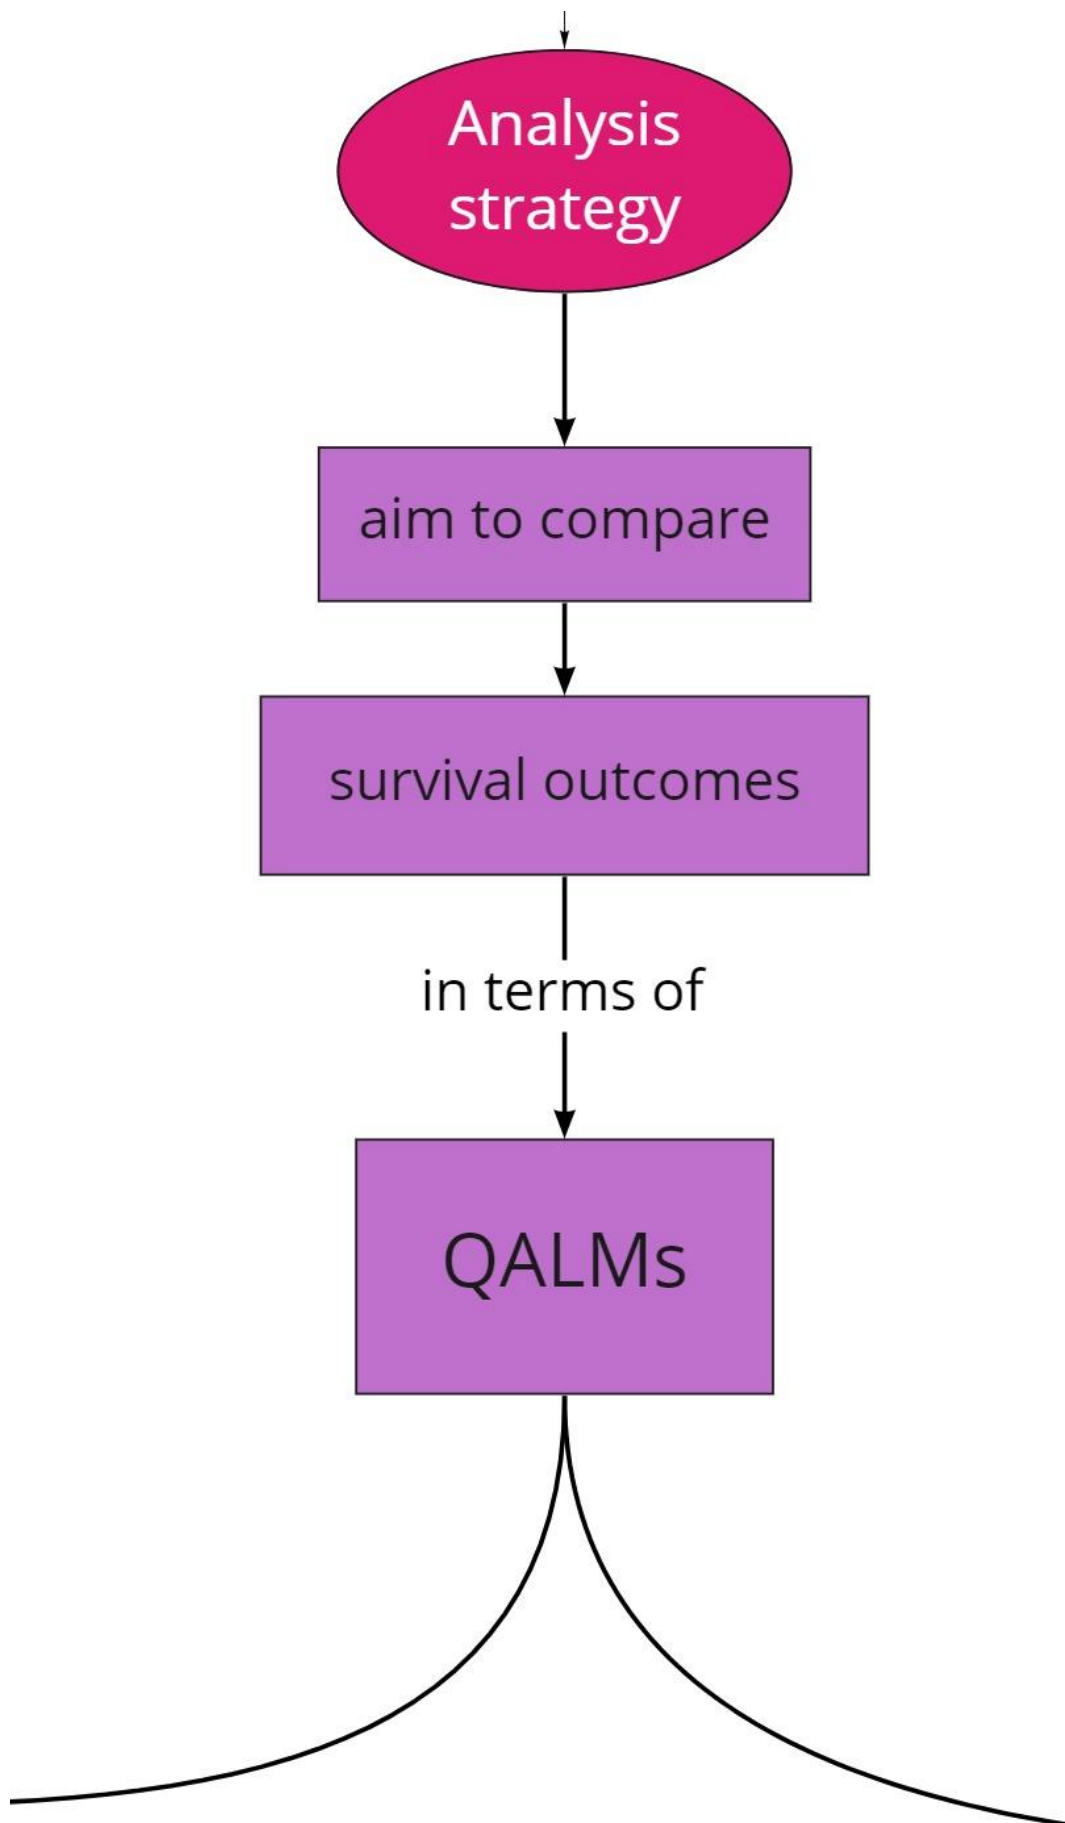 Analysis
strategy
aim to compare
survival outcomes
in terms of
QALMs